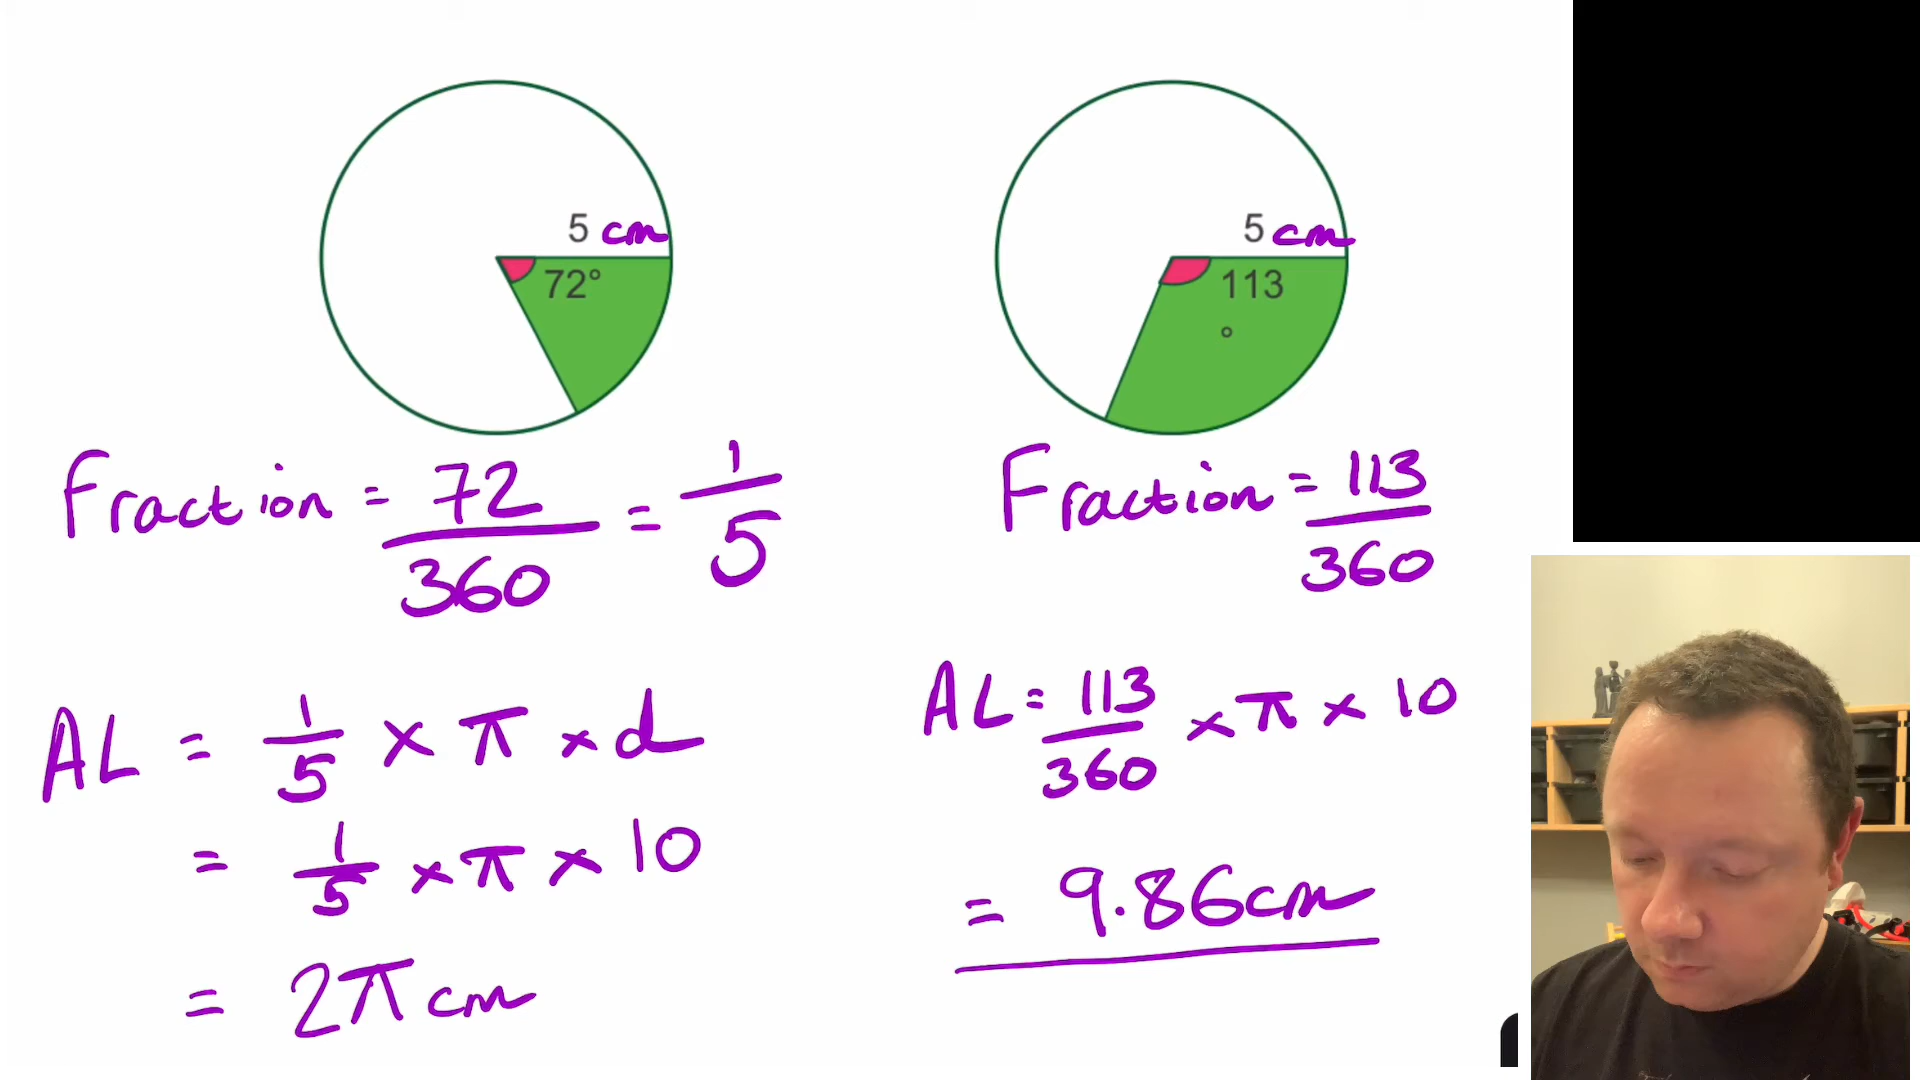 5 cm
72°
Fraction = 72/360 = 1/5
AL = 1/5 × π × d
= 1/5 × π × 10
= 2π cm
5 cm
113
°
Fraction = 113/360
AL = 113/360 × π × 10
= 9.86cm